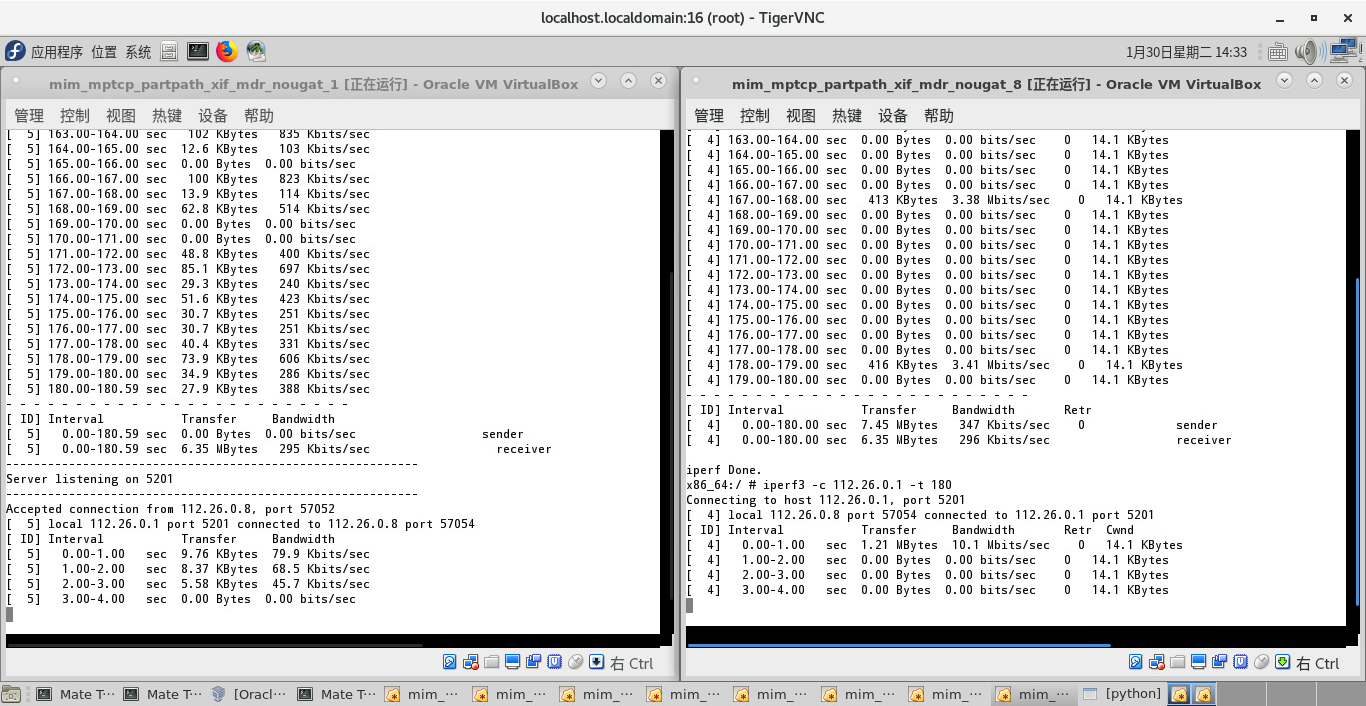 localhost.localdomain:16 (root) - TigerVNC
应用程序 位置 系统
1月30日星期二 14:33
mim_mptcp_partpath_xif_mdr_nougat_1 [正在运行] - Oracle VM VirtualBox
管理 控制 视图 热键 设备 帮助
[  5] 163.00-164.00 sec   102 KBytes   835 Kbits/sec
[  5] 164.00-165.00 sec  12.6 KBytes   103 Kbits/sec
[  5] 165.00-166.00 sec  0.00 Bytes  0.00 bits/sec
[  5] 166.00-167.00 sec   100 KBytes   823 Kbits/sec
[  5] 167.00-168.00 sec  13.9 KBytes   114 Kbits/sec
[  5] 168.00-169.00 sec  62.8 KBytes   514 Kbits/sec
[  5] 169.00-170.00 sec  0.00 Bytes  0.00 bits/sec
[  5] 170.00-171.00 sec  0.00 Bytes  0.00 bits/sec
[  5] 171.00-172.00 sec  48.8 KBytes   400 Kbits/sec
[  5] 172.00-173.00 sec  85.1 KBytes   697 Kbits/sec
[  5] 173.00-174.00 sec  29.3 KBytes   240 Kbits/sec
[  5] 174.00-175.00 sec  51.6 KBytes   423 Kbits/sec
[  5] 175.00-176.00 sec  30.7 KBytes   251 Kbits/sec
[  5] 176.00-177.00 sec  30.7 KBytes   251 Kbits/sec
[  5] 177.00-178.00 sec  40.4 KBytes   331 Kbits/sec
[  5] 178.00-179.00 sec  73.9 KBytes   606 Kbits/sec
[  5] 179.00-180.00 sec  34.9 KBytes   286 Kbits/sec
[  5] 180.00-180.59 sec  27.9 KBytes   388 Kbits/sec
- - - - - - - - - - - - - - - - - - - - - - - - -
[ ID] Interval           Transfer     Bandwidth
[  5]   0.00-180.59 sec  0.00 Bytes  0.00 bits/sec                  sender
[  5]   0.00-180.59 sec  6.35 MBytes   295 Kbits/sec                  receiver
-----------------------------------------------------------
Server listening on 5201
-----------------------------------------------------------
Accepted connection from 112.26.0.8, port 57052
[  5] local 112.26.0.1 port 5201 connected to 112.26.0.8 port 57054
[ ID] Interval           Transfer     Bandwidth
[  5]   0.00-1.00   sec  9.76 KBytes  79.9 Kbits/sec
[  5]   1.00-2.00   sec  8.37 KBytes  68.5 Kbits/sec
[  5]   2.00-3.00   sec  5.58 KBytes  45.7 Kbits/sec
[  5]   3.00-4.00   sec  0.00 Bytes  0.00 bits/sec
右 Ctrl
mim_mptcp_partpath_xif_mdr_nougat_8 [正在运行] - Oracle VM VirtualBox
管理 控制 视图 热键 设备 帮助
[  4] 163.00-164.00 sec  0.00 Bytes  0.00 bits/sec    0   14.1 KBytes
[  4] 164.00-165.00 sec  0.00 Bytes  0.00 bits/sec    0   14.1 KBytes
[  4] 165.00-166.00 sec  0.00 Bytes  0.00 bits/sec    0   14.1 KBytes
[  4] 166.00-167.00 sec  0.00 Bytes  0.00 bits/sec    0   14.1 KBytes
[  4] 167.00-168.00 sec   413 KBytes  3.38 Mbits/sec    0   14.1 KBytes
[  4] 168.00-169.00 sec  0.00 Bytes  0.00 bits/sec    0   14.1 KBytes
[  4] 169.00-170.00 sec  0.00 Bytes  0.00 bits/sec    0   14.1 KBytes
[  4] 170.00-171.00 sec  0.00 Bytes  0.00 bits/sec    0   14.1 KBytes
[  4] 171.00-172.00 sec  0.00 Bytes  0.00 bits/sec    0   14.1 KBytes
[  4] 172.00-173.00 sec  0.00 Bytes  0.00 bits/sec    0   14.1 KBytes
[  4] 173.00-174.00 sec  0.00 Bytes  0.00 bits/sec    0   14.1 KBytes
[  4] 174.00-175.00 sec  0.00 Bytes  0.00 bits/sec    0   14.1 KBytes
[  4] 175.00-176.00 sec  0.00 Bytes  0.00 bits/sec    0   14.1 KBytes
[  4] 176.00-177.00 sec  0.00 Bytes  0.00 bits/sec    0   14.1 KBytes
[  4] 177.00-178.00 sec  0.00 Bytes  0.00 bits/sec    0   14.1 KBytes
[  4] 178.00-179.00 sec   416 KBytes  3.41 Mbits/sec    0   14.1 KBytes
[  4] 179.00-180.00 sec  0.00 Bytes  0.00 bits/sec    0   14.1 KBytes
- - - - - - - - - - - - - - - - - - - - - - - - -
[ ID] Interval           Transfer     Bandwidth       Retr
[  4]   0.00-180.00 sec  7.45 MBytes   347 Kbits/sec    0             sender
[  4]   0.00-180.00 sec  6.35 MBytes   296 Kbits/sec                  receiver
iperf Done.
x86_64:/ # iperf3 -c 112.26.0.1 -t 180
Connecting to host 112.26.0.1, port 5201
[  4] local 112.26.0.8 port 57054 connected to 112.26.0.1 port 5201
[ ID] Interval           Transfer     Bandwidth       Retr  Cwnd
[  4]   0.00-1.00   sec  1.21 MBytes  10.1 Mbits/sec    0   14.1 KBytes
[  4]   1.00-2.00   sec  0.00 Bytes  0.00 bits/sec    0   14.1 KBytes
[  4]   2.00-3.00   sec  0.00 Bytes  0.00 bits/sec    0   14.1 KBytes
[  4]   3.00-4.00   sec  0.00 Bytes  0.00 bits/sec    0   14.1 KBytes
右 Ctrl
Mate T… Mate T… [Oracl… Mate T… mim_… mim_… mim_… mim_… mim_… mim_… mim_… mim_… [python]